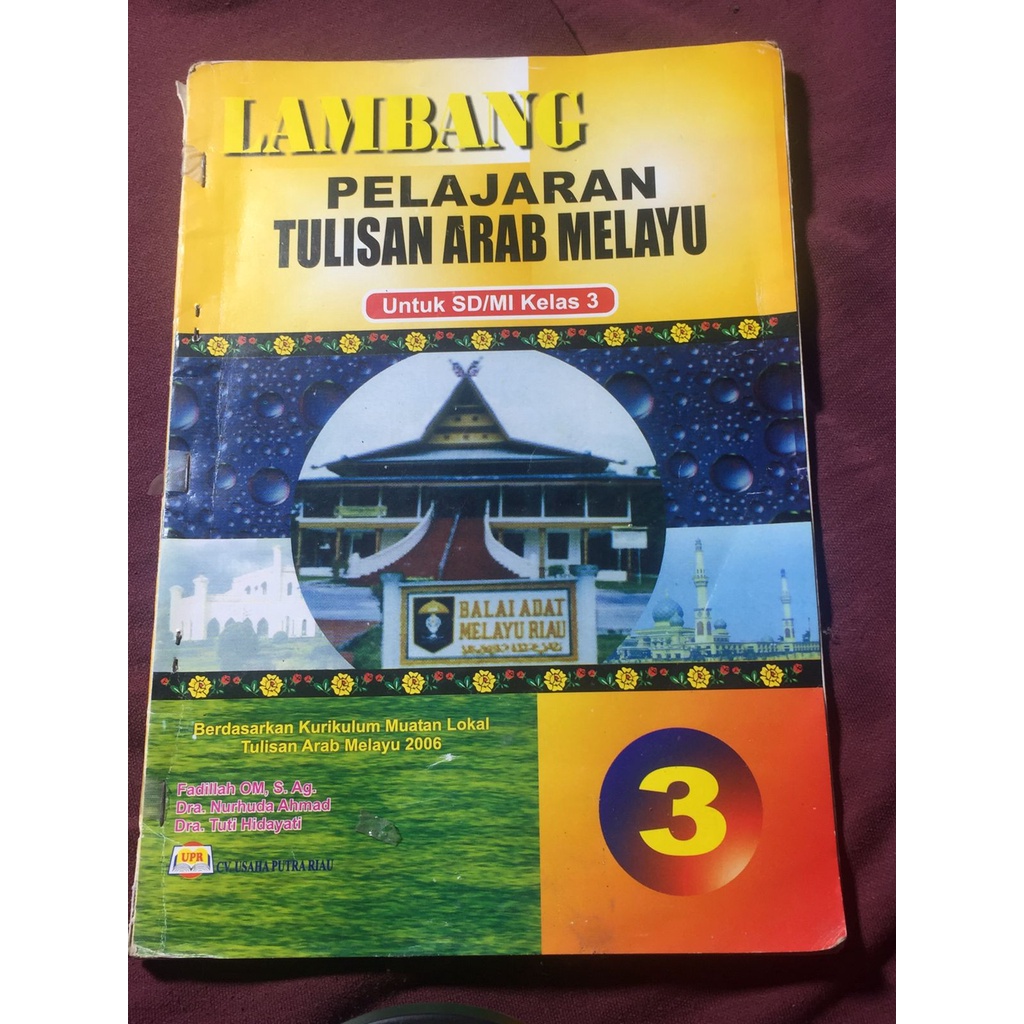 LAMBANG
PELAJARAN
TULISAN ARAB MELAYU
Untuk SD/MI Kelas 3
BALAI ADAT
MELAYU RIAU
Berdasarkan Kurikulum Muatan Lokal
Tulisan Arab Melayu 2006
Fadillah OM, S. Ag.
Dra. Nurhuda Ahmad
Dra. Tuti Hidayati
UPR
CV. USAHA PUTRA RIAU
3